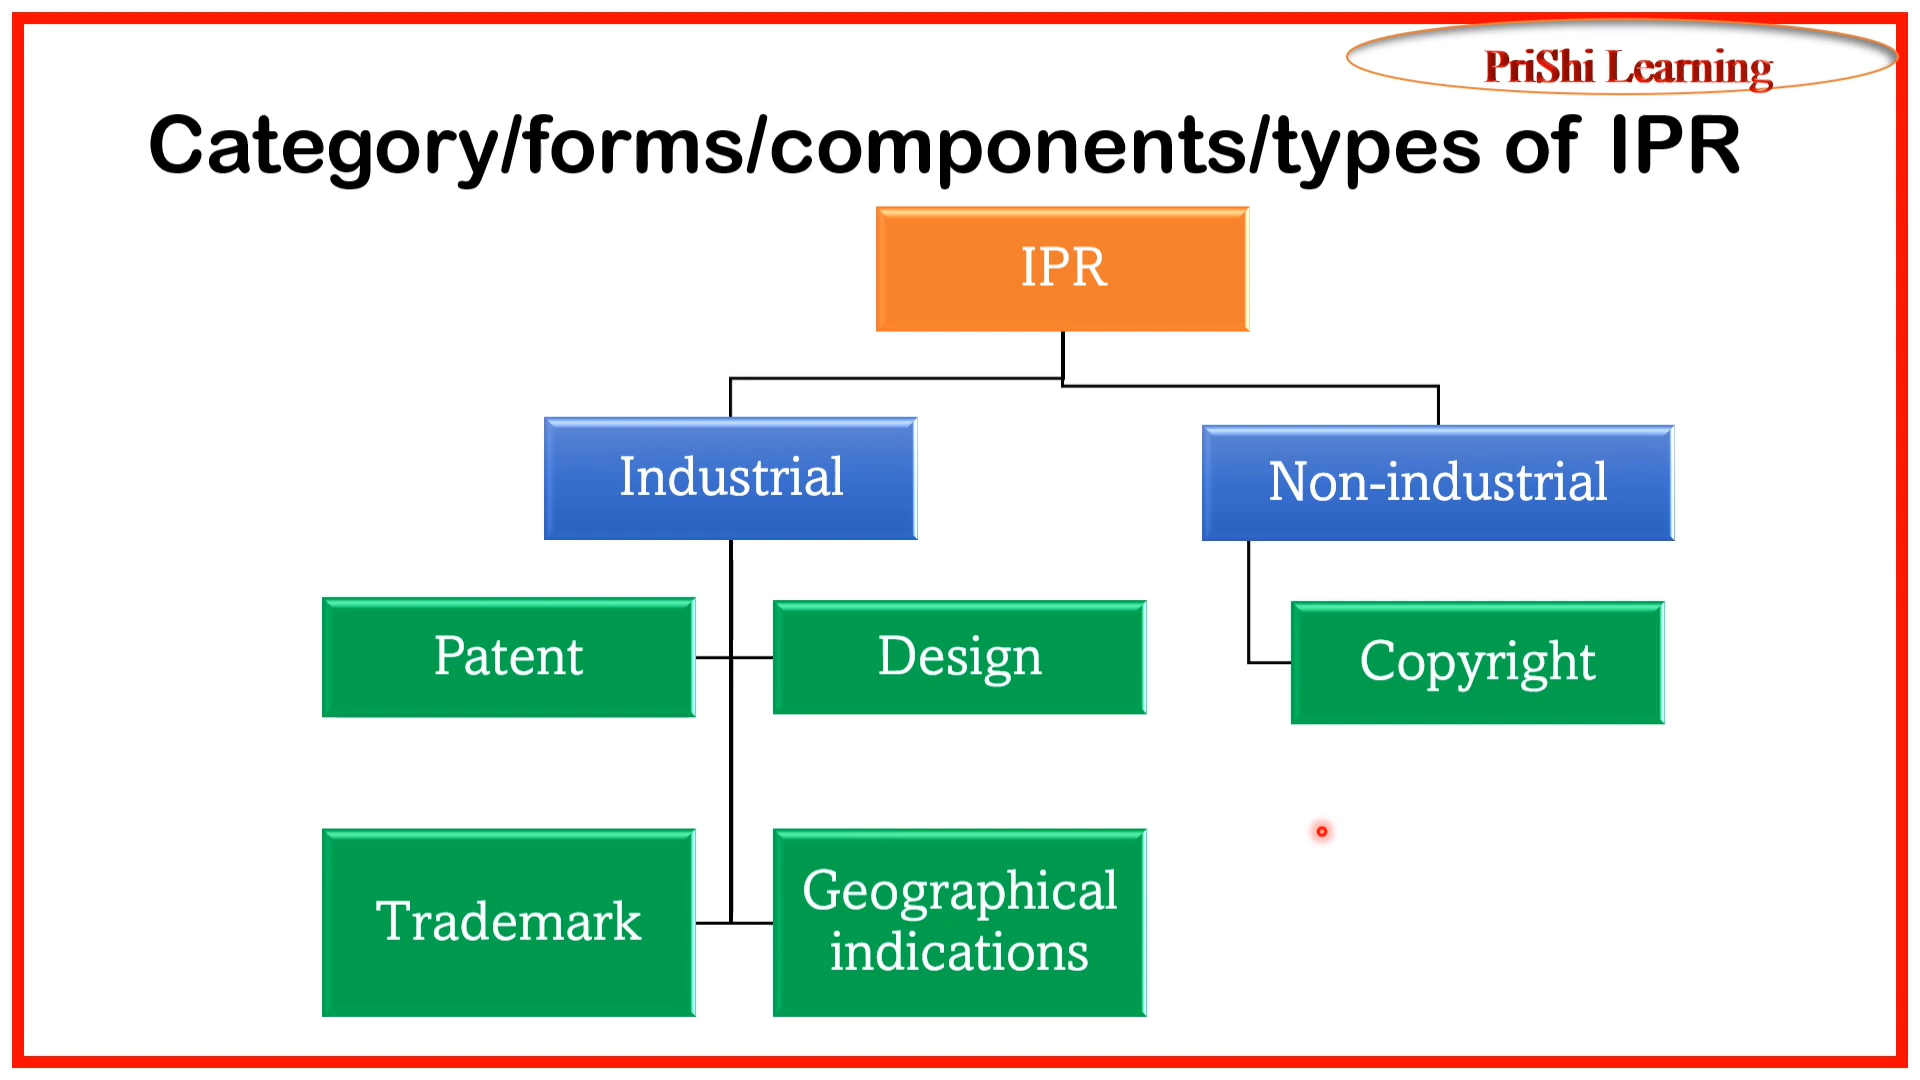 PriShi Learning
Category/forms/components/types of IPR
IPR
Industrial
Non-industrial
Patent
Design
Copyright
Trademark
Geographical
indications